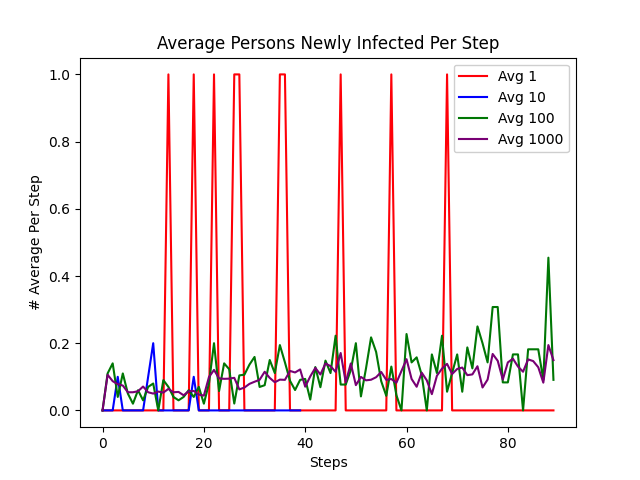 Average Persons Newly Infected Per Step
Avg 1
Avg 10
Avg 100
Avg 1000
# Average Per Step
1.0
0.8
0.6
0.4
0.2
0.0
0 20 40 60 80
Steps